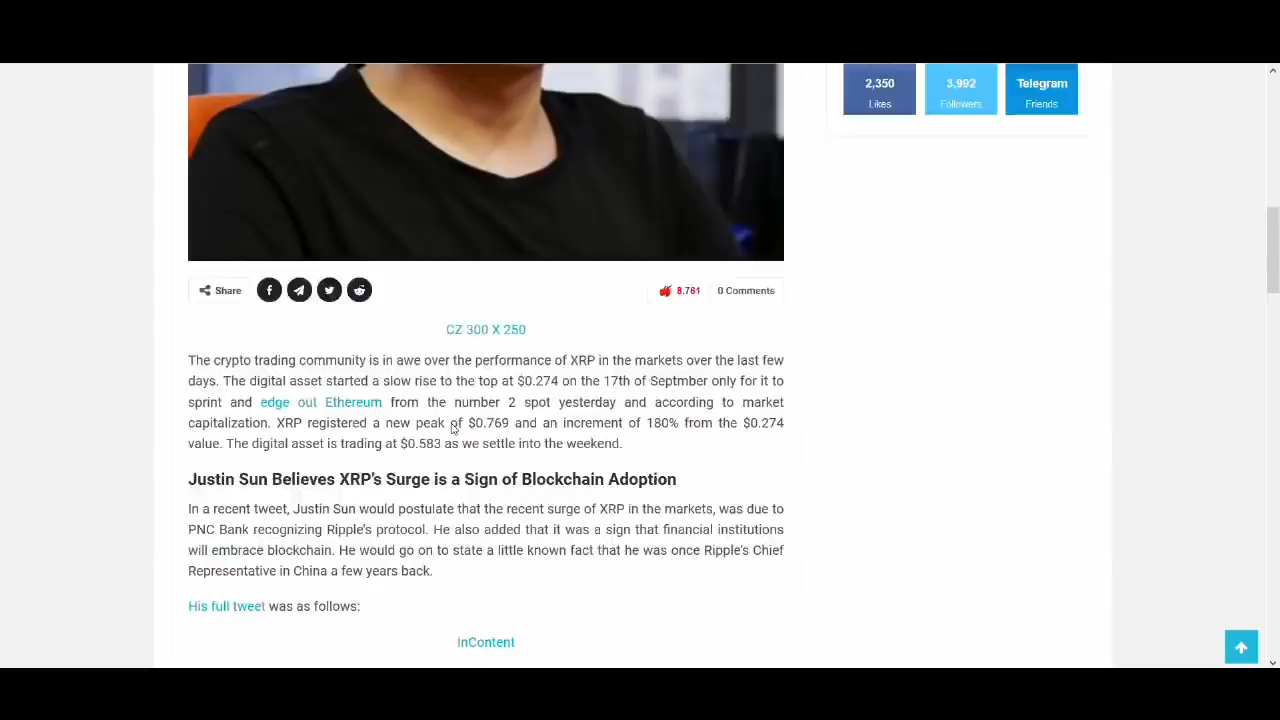 2,350
Likes
3,992
Followers
Telegram
Friends
Share
8,761
0 Comments
CZ 300 X 250
The crypto trading community is in awe over the performance of XRP in the markets over the last few
days. The digital asset started a slow rise to the top at $0.274 on the 17th of Septmber only for it to
sprint and edge out Ethereum from the number 2 spot yesterday and according to market
capitalization. XRP registered a new peak of $0.769 and an increment of 180% from the $0.274
value. The digital asset is trading at $0.583 as we settle into the weekend.
Justin Sun Believes XRP's Surge is a Sign of Blockchain Adoption
In a recent tweet, Justin Sun would postulate that the recent surge of XRP in the markets, was due to
PNC Bank recognizing Ripple's protocol. He also added that it was a sign that financial institutions
will embrace blockchain. He would go on to state a little known fact that he was once Ripple's Chief
Representative in China a few years back.
His full tweet was as follows:
InContent